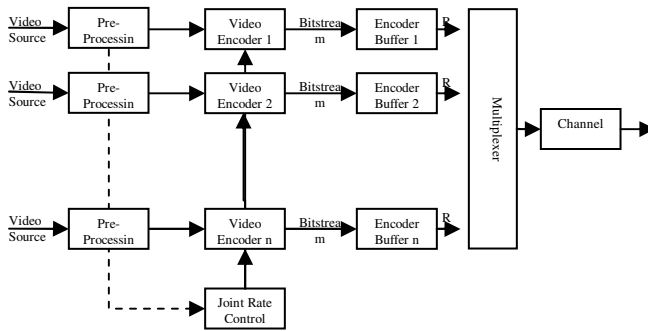 Video
Source
Pre-
Processin
Video
Encoder 1
Bitstrea
m
Encoder
Buffer 1
R
Video
Source
Pre-
Processin
Video
Encoder 2
Bitstrea
m
Encoder
Buffer 2
R
Multiplexer
Channel
Video
Source
Pre-
Processin
Video
Encoder n
Bitstrea
m
Encoder
Buffer n
R
Joint Rate
Control